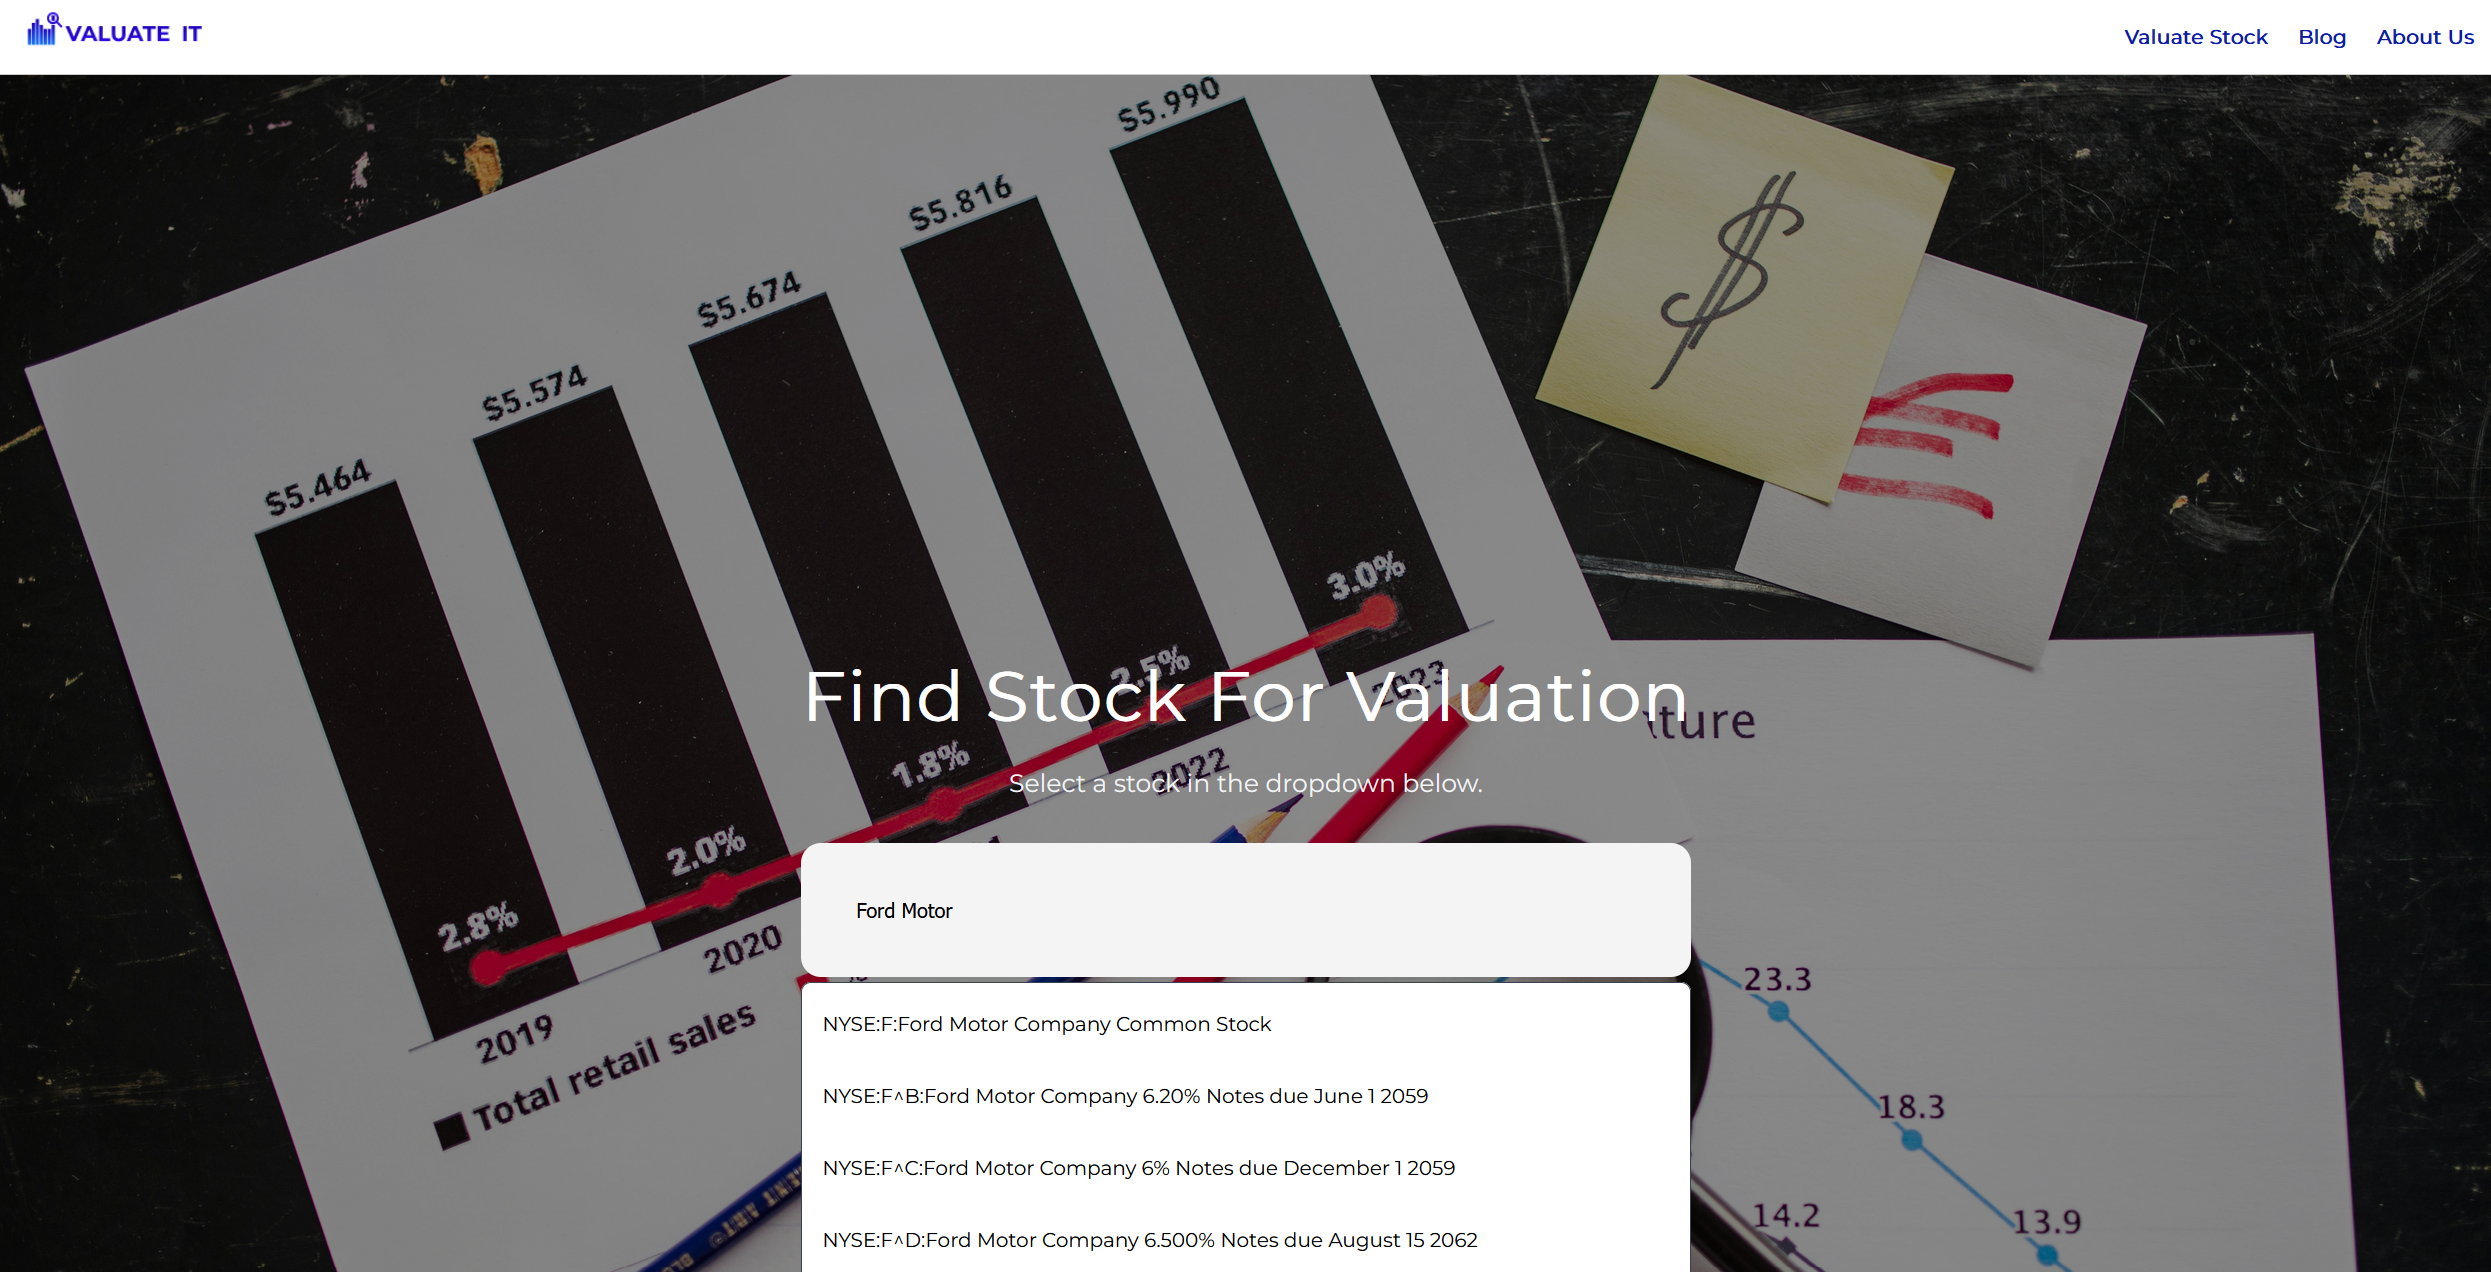 VALUATE IT
Valuate Stock
Blog
About Us
$5.990
$5.816
$5.674
$5.574
$5.464
$
3.0%
2.5%
1.8%
2.0%
2.8%
2023
2022
2020
2019
Total retail sales
Find Stock For Valuation
ture
Select a stock in the dropdown below.
Ford Motor
23.3
18.3
14.2
13.9
NYSE:F:Ford Motor Company Common Stock
NYSE:F^B:Ford Motor Company 6.20% Notes due June 1 2059
NYSE:F^C:Ford Motor Company 6% Notes due December 1 2059
NYSE:F^D:Ford Motor Company 6.500% Notes due August 15 2062